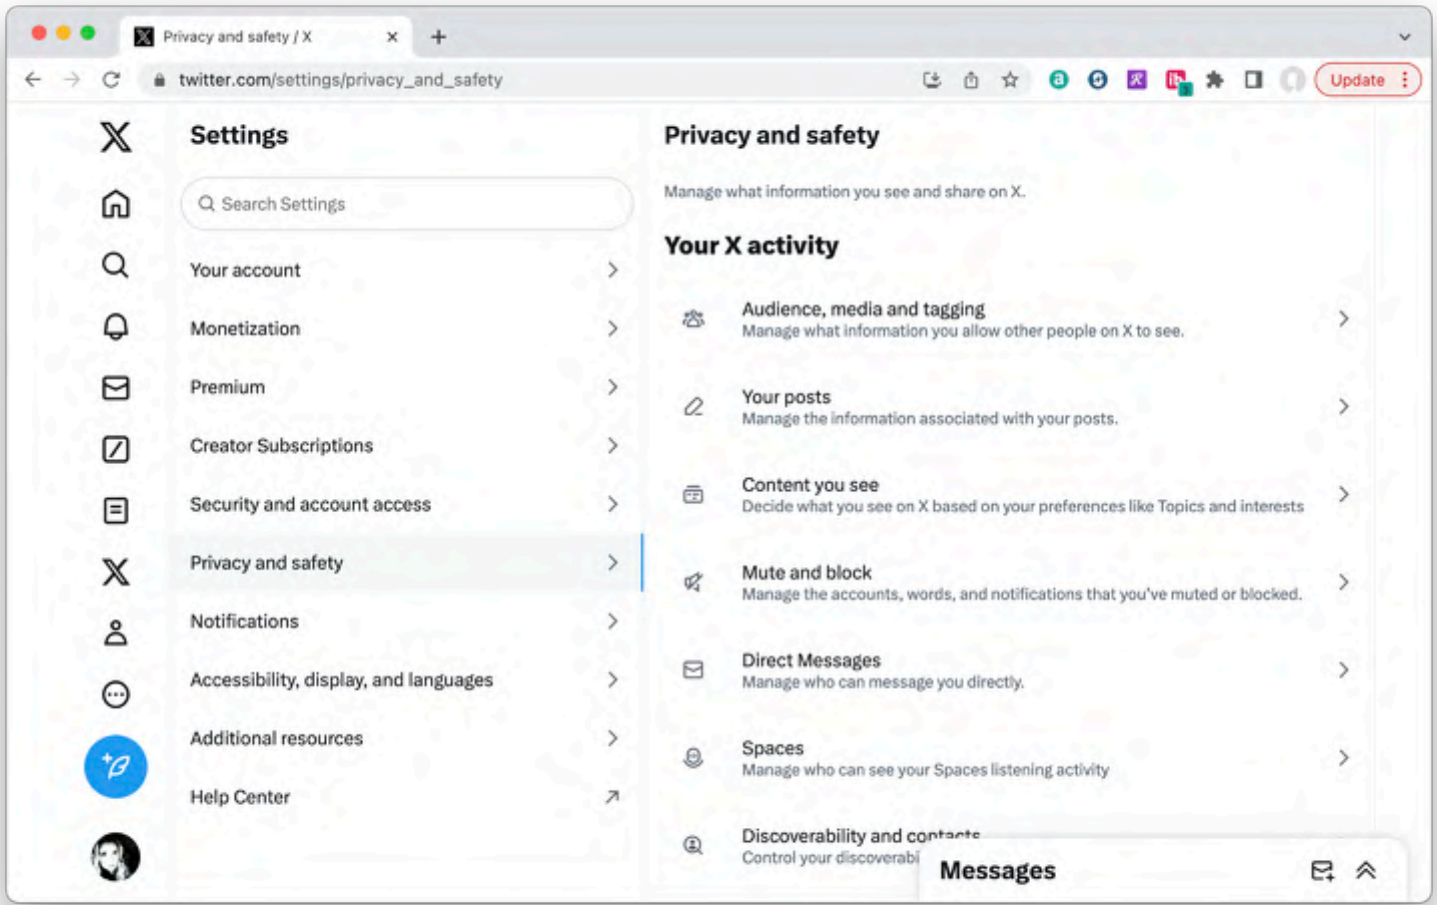 Privacy and safety / X
twitter.com/settings/privacy_and_safety
Update
Settings
Search Settings
Your account
Monetization
Premium
Creator Subscriptions
Security and account access
Privacy and safety
Notifications
Accessibility, display, and languages
Additional resources
Help Center
Privacy and safety
Manage what information you see and share on X.
Your X activity
Audience, media and tagging
Manage what information you allow other people on X to see.
Your posts
Manage the information associated with your posts.
Content you see
Decide what you see on X based on your preferences like Topics and interests
Mute and block
Manage the accounts, words, and notifications that you've muted or blocked.
Direct Messages
Manage who can message you directly.
Spaces
Manage who can see your Spaces listening activity
Discoverability and contacts
Control your discoverabi
Messages